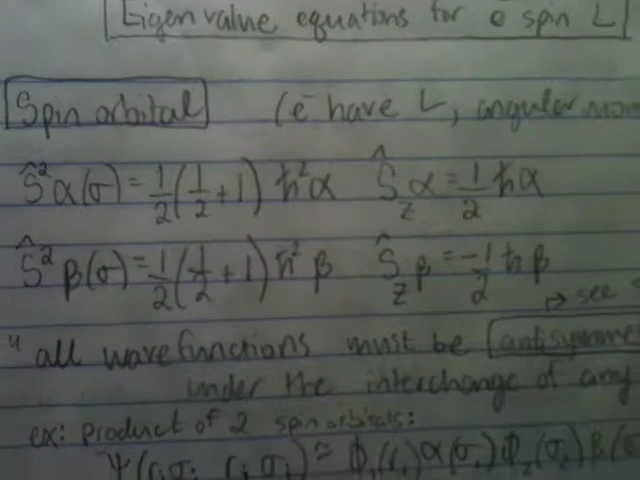 Eigenvalue equations for e spin L
Spin orbital (e⁻ have L, angular mom
Ŝ²α(σ) = 1/2(1/2+1)ħ²α Ŝzα = 1/2ħα
Ŝ²β(σ) = 1/2(1/2+1)ħ²β Ŝzβ = -1/2ħβ
↳ see
"all wavefunctions must be antisymme
under the interchange of any
ex: product of 2 spin orbitals: